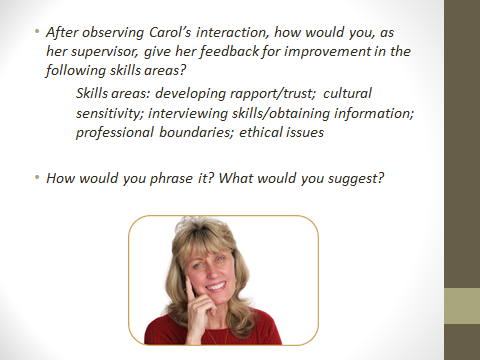 • After observing Carol's interaction, how would you, as
her supervisor, give her feedback for improvement in the
following skills areas?
Skills areas: developing rapport/trust; cultural
sensitivity; interviewing skills/obtaining information;
professional boundaries; ethical issues
• How would you phrase it? What would you suggest?